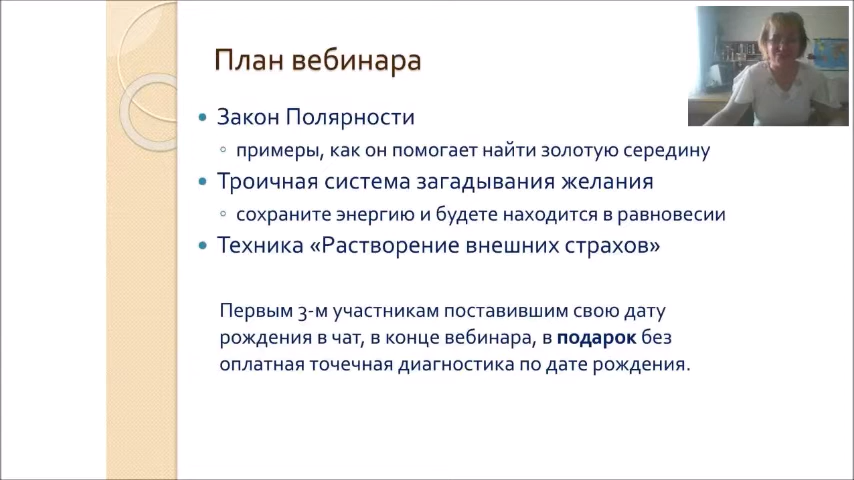 План вебинара
• Закон Полярности
◦ примеры, как он помогает найти золотую середину
• Троичная система загадывания желания
◦ сохраните энергию и будете находится в равновесии
• Техника «Растворение внешних страхов»
Первым 3-м участникам поставившим свою дату
рождения в чат, в конце вебинара, в подарок без
оплатная точечная диагностика по дате рождения.